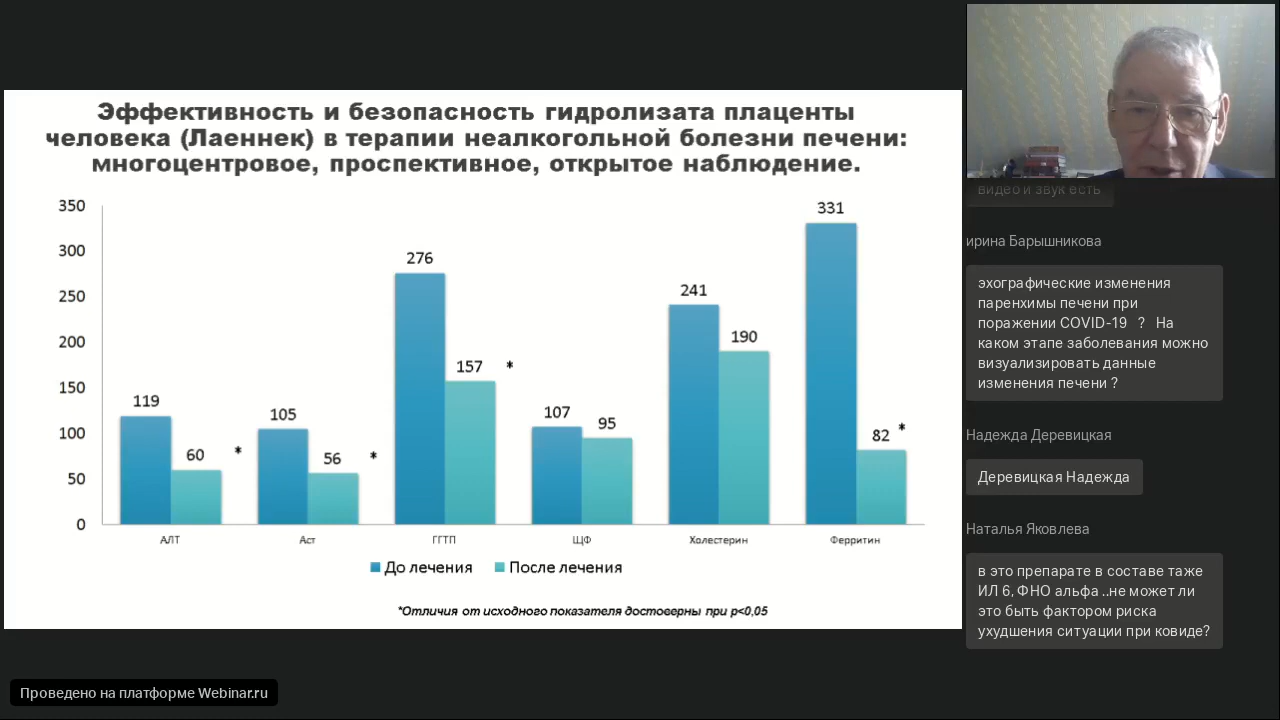 Эффективность и безопасность гидролизата плаценты
человека (Лаеннек) в терапии неалкогольной болезни печени:
многоцентровое, проспективное, открытое наблюдение.
350
300
250
200
150
100
50
0
119
60
*
105
56
*
276
157
*
107
95
241
190
331
82
*
АЛТ
Аст
ГГТП
ЩФ
Холестерин
Ферритин
До лечения
После лечения
*Отличия от исходного показателя достоверны при p<0,05
видео и звук есть
ирина Барышникова
эхографические изменения
паренхимы печени при
поражении COVID-19 ? На
каком этапе заболевания можно
визуализировать данные
изменения печени ?
Надежда Деревицкая
Деревицкая Надежда
Наталья Яковлева
в это препарате в составе таже
ИЛ 6, ФНО альфа ..не может ли
это быть фактором риска
ухудшения ситуации при ковиде?
Проведено на платформе Webinar.ru